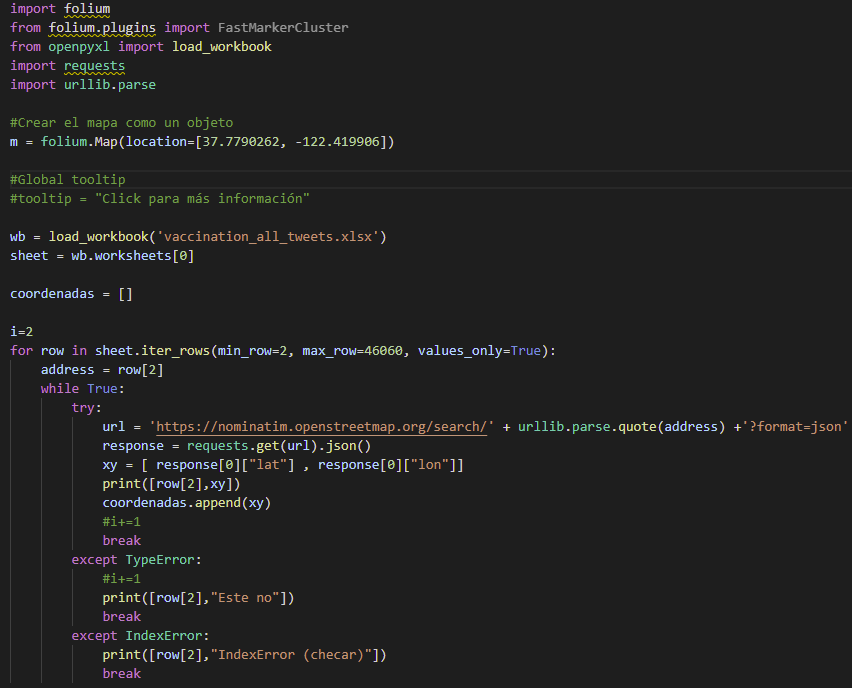 import folium
from folium.plugins import FastMarkerCluster
from openpyxl import load_workbook
import requests
import urllib.parse
#Crear el mapa como un objeto
m = folium.Map(location=[37.7790262, -122.419906])
#Global tooltip
#tooltip = "Click para más información"
wb = load_workbook('vaccination_all_tweets.xlsx')
sheet = wb.worksheets[0]
coordenadas = []
i=2
for row in sheet.iter_rows(min_row=2, max_row=46060, values_only=True):
    address = row[2]
    while True:
        try:
            url = 'https://nominatim.openstreetmap.org/search/' + urllib.parse.quote(address) +'?format=json'
            response = requests.get(url).json()
            xy = [ response[0]["lat"] , response[0]["lon"]]
            print([row[2],xy])
            coordenadas.append(xy)
            #i+=1
            break
        except TypeError:
            #i+=1
            print([row[2],"Este no"])
            break
        except IndexError:
            print([row[2],"IndexError (checar)"])
            break